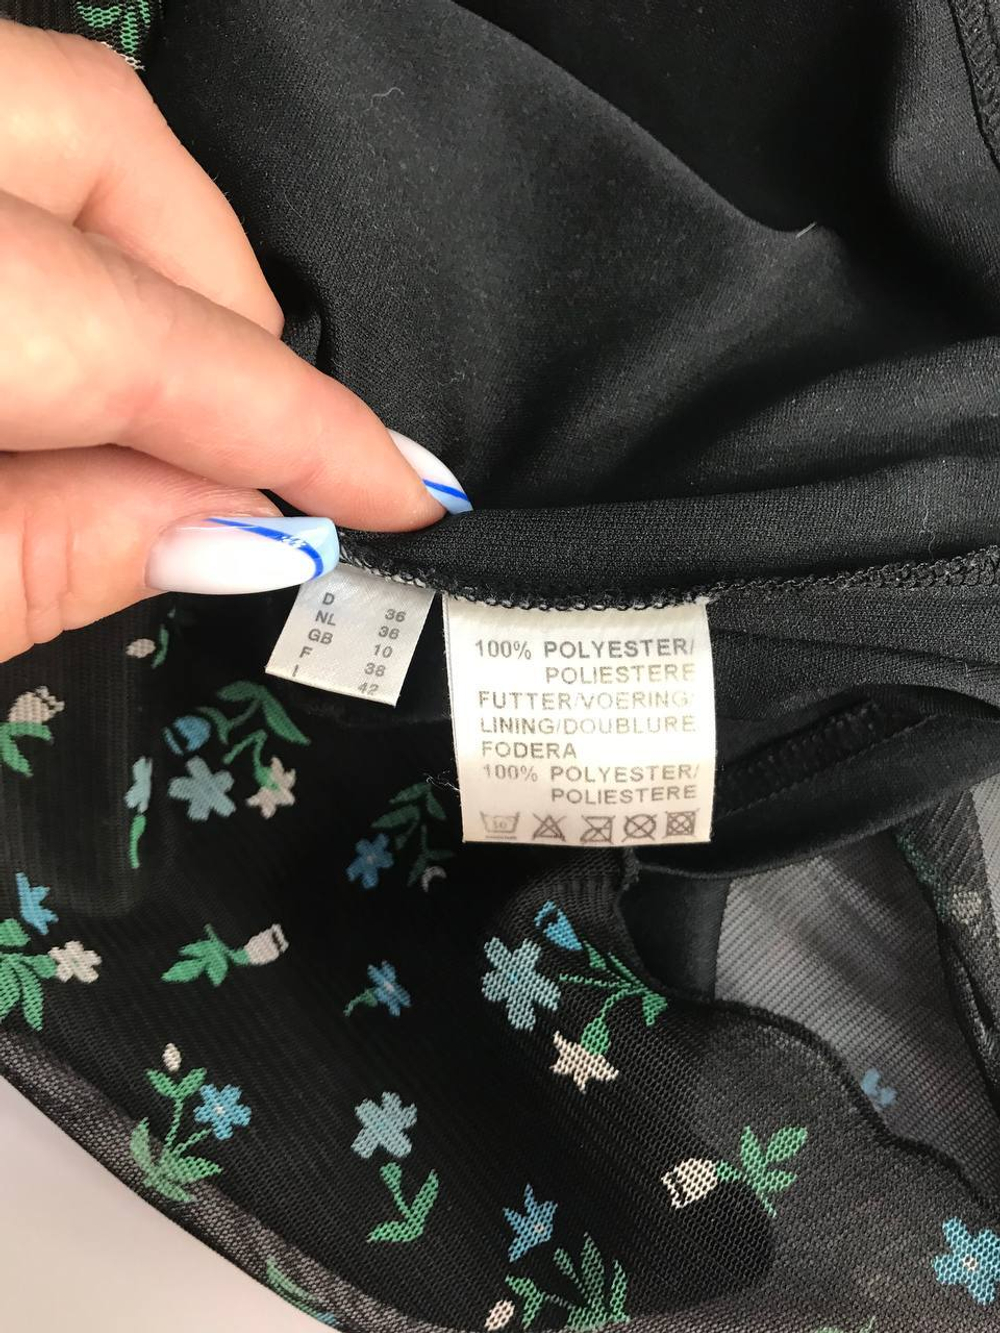 D 36
NL 36
GB 10
F 38
I 42
100% POLYESTER/
POLIESTERE
FUTTER/VOERING/
LINING/DOUBLURE
FODERA
100% POLYESTER/
POLIESTERE